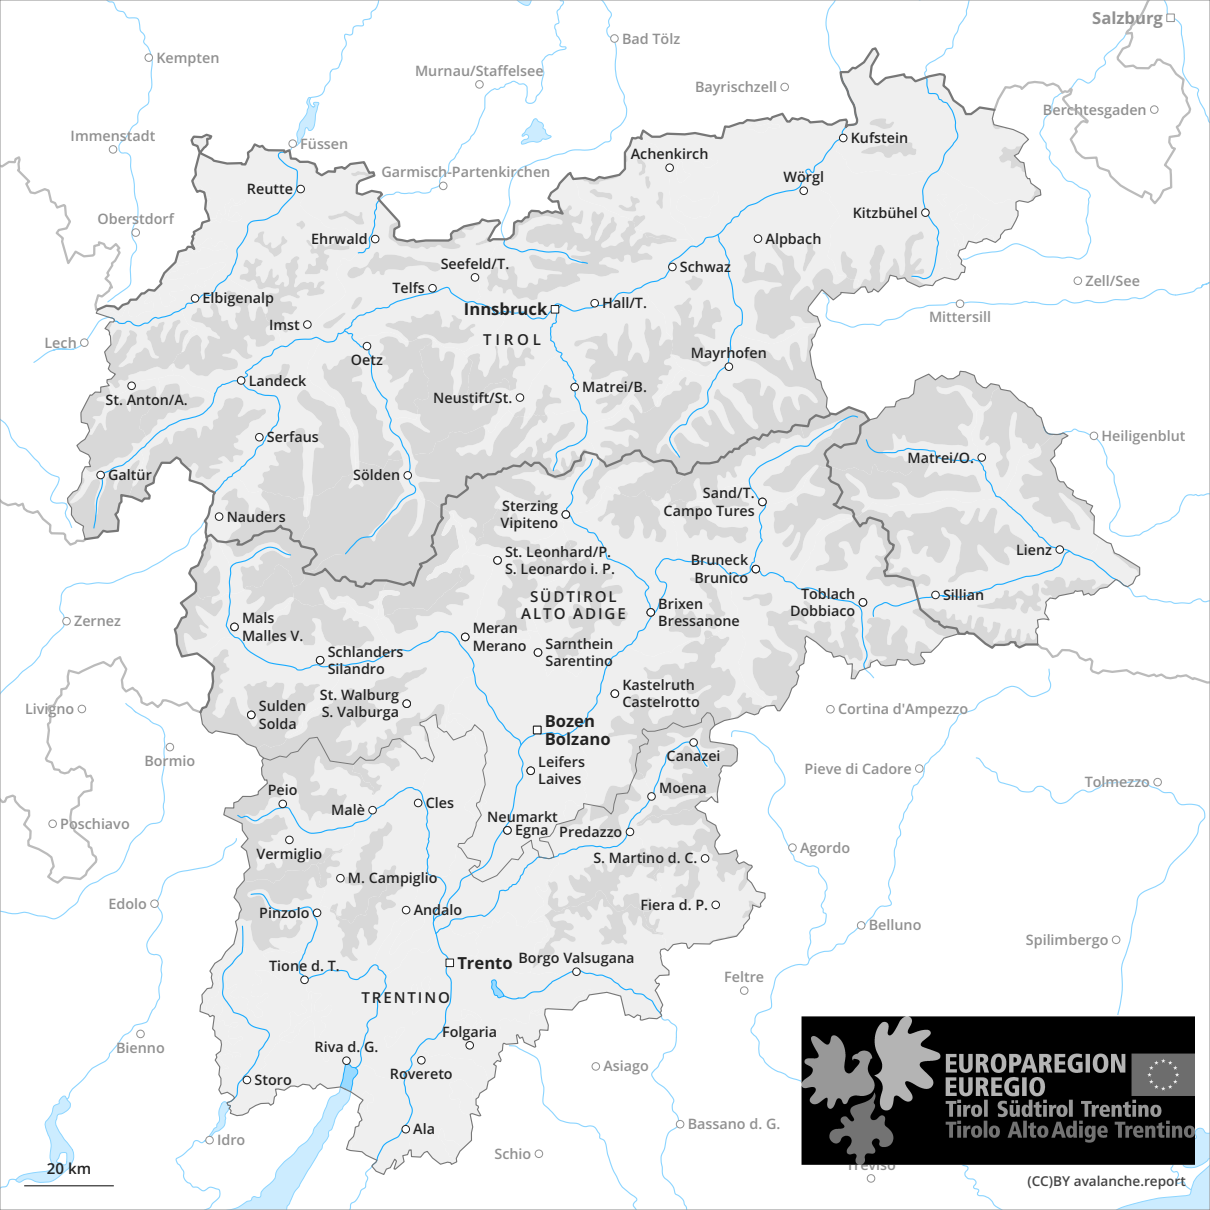 Salzburg
Bad Tölz
Kempten
Murnau/Staffelsee
Bayrischzell
Berchtesgaden
Immenstadt
Füssen
Kufstein
Achenkirch
Garmisch-Partenkirchen
Wörgl
Reutte
Oberstdorf
Kitzbühel
Ehrwald
Alpbach
Seefeld/T.
Schwaz
Zell/See
Telfs
Elbigenalp
Hall/T.
Innsbruck
Mittersill
Imst
TIROL
Lech
Oetz
Mayrhofen
Landeck
Matrei/B.
St. Anton/A.
Neustift/St.
Serfaus
Heiligenblut
Matrei/O.
Galtür
Sölden
Sand/T.
Campo Tures
Sterzing
Vipiteno
Nauders
Lienz
St. Leonhard/P.
S. Leonardo i. P.
Bruneck
Brunico
SÜDTIROL
ALTO ADIGE
Toblach
Dobbiaco
Sillian
Brixen
Bressanone
Zernez
Mals
Malles V.
Meran
Merano
Sarnthein
Sarentino
Schlanders
Silandro
Kastelruth
Castelrotto
St. Walburg
S. Valburga
Livigno
Sulden
Solda
Cortina d'Ampezzo
Bozen
Bolzano
Bormio
Canazei
Leifers
Laives
Pieve di Cadore
Tolmezzo
Peio
Moena
Malè
Cles
Neumarkt
Egna
Predazzo
Poschiavo
Vermiglio
Agordo
S. Martino d. C.
M. Campiglio
Edolo
Pinzolo
Andalo
Fiera d. P.
Belluno
Spilimbergo
Tione d. T.
Trento
Borgo Valsugana
Feltre
TRENTINO
Folgaria
Bienno
Riva d. G.
Rovereto
Asiago
Storo
EUROPAREGION
EUREGIO
Tirol Südtirol Trentino
Tirolo Alto Adige Trentino
Idro
Ala
Bassano d. G.
Schio
Treviso
20 km
(CC)BY avalanche.report